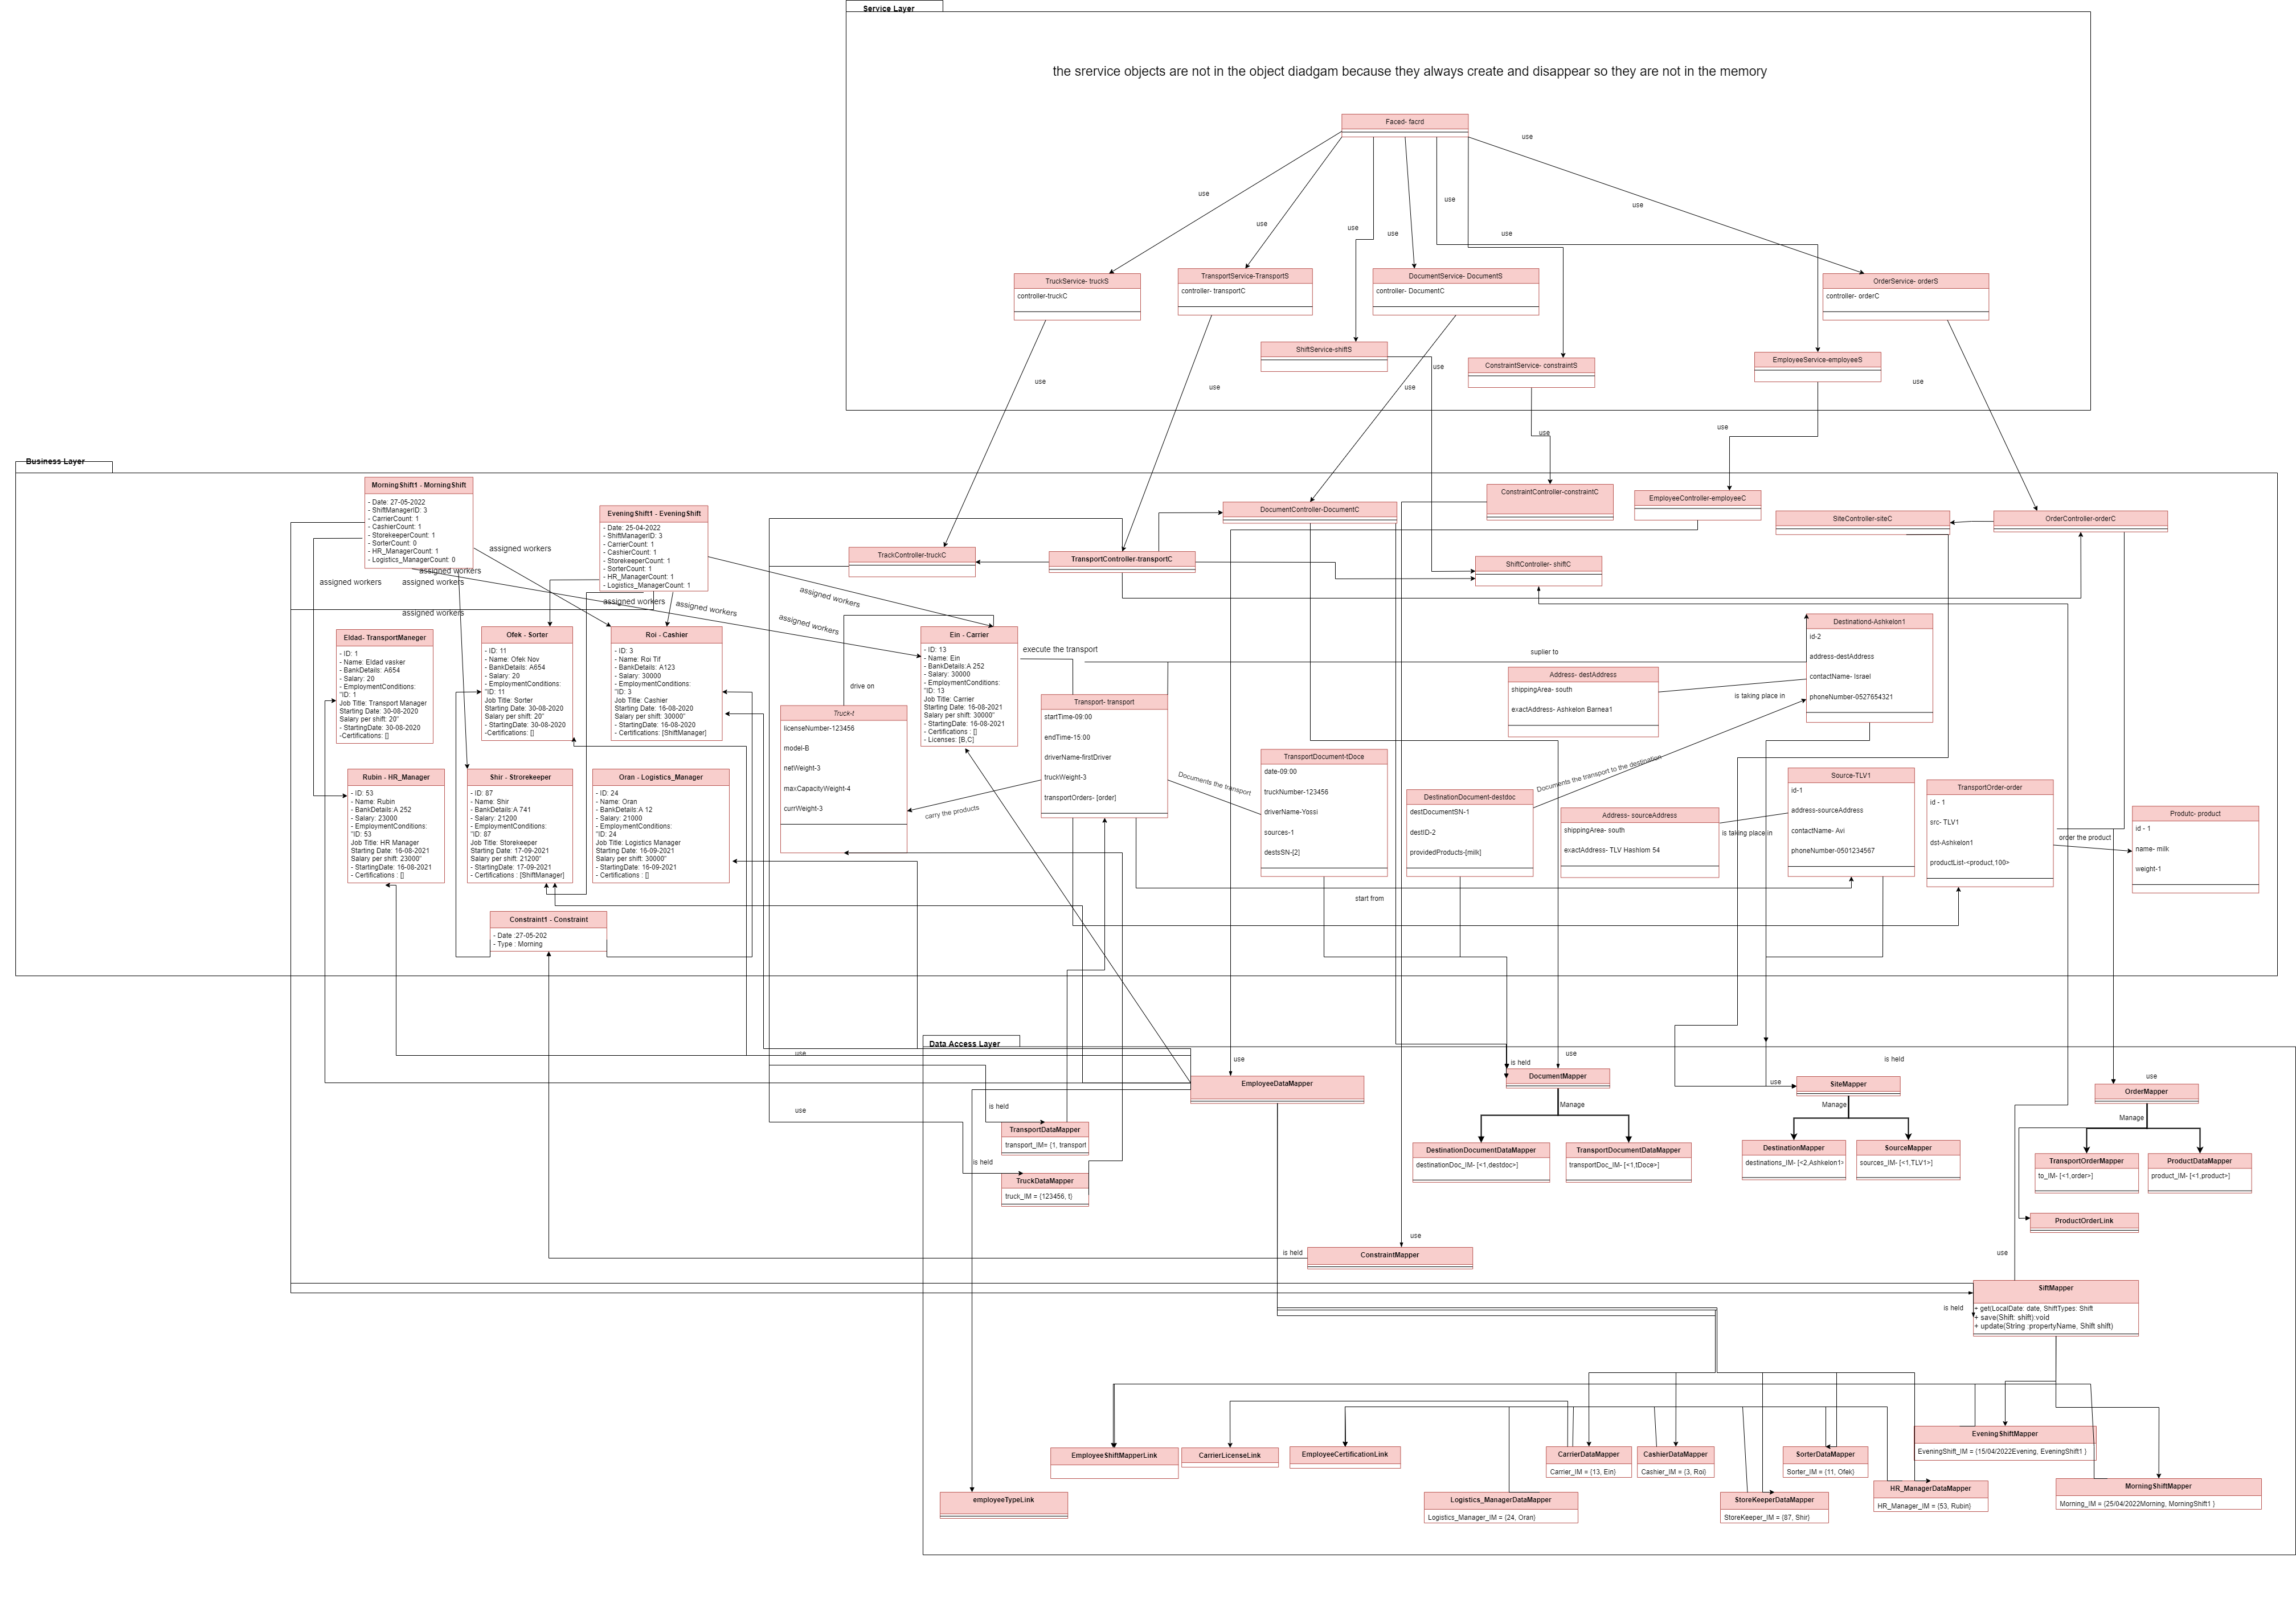 Service Layer
the srervice objects are not in the object diadgam because they always create and disappear so they are not in the memory
Faced- facrd
use
use
use
use
use
use
use
use
TruckService- truckS
controller-truckC
TransportService-TransportS
controller- transportC
DocumentService- DocumentS
controller- DocumentC
OrderService- orderS
controller- orderC
ShiftService-shiftS
ConstraintService- constraintS
EmployeeService-employeeS
use
use
use
use
use
use
use
Business Layer
MorningShift1 - MorningShift
- Date: 27-05-2022
- ShiftManagerID: 3
- CarrierCount: 1
- CashierCount: 1
- StorekeeperCount: 1
- SorterCount: 0
- HR_ManagerCount: 1
- Logistics_ManagerCount: 0
EveningShift1 - EveningShift
- Date: 25-04-2022
- ShiftManagerID: 3
- CarrierCount: 1
- CashierCount: 1
- StorekeeperCount: 1
- SorterCount: 1
- HR_ManagerCount: 1
- Logistics_ManagerCount: 1
assigned workers
assigned workers
assigned workers
assigned workers
assigned workers
assigned workers
assigned workers
assigned workers
assigned workers
TrackController-truckC
TransportController-transportC
DocumentController-DocumentC
ConstraintController-constraintC
EmployeeController-employeeC
SiteController-siteC
OrderController-orderC
ShiftController- shiftC
Eldad- TransportManeger
- ID: 1
- Name: Eldad vasker
- BankDetails: A654
- Salary: 20
- EmploymentConditions:
"ID: 1
Job Title: Transport Manager
Starting Date: 30-08-2020
Salary per shift: 20"
- StartingDate: 30-08-2020
-Certifications: []
Ofek - Sorter
- ID: 11
- Name: Ofek Nov
- BankDetails: A654
- Salary: 20
- EmploymentConditions:
"ID: 11
Job Title: Sorter
Starting Date: 30-08-2020
Salary per shift: 20"
- StartingDate: 30-08-2020
-Certifications: []
Roi - Cashier
- ID: 3
- Name: Roi Tif
- BankDetails: A123
- Salary: 30000
- EmploymentConditions:
"ID: 3
Job Title: Cashier
Starting Date: 16-08-2020
Salary per shift: 30000"
- StartingDate: 16-08-2020
- Certifications: [ShiftManager]
Ein - Carrier
- ID: 13
- Name: Ein
- BankDetails:A 252
- Salary: 30000
- EmploymentConditions:
"ID: 13
Job Title: Carrier
Starting Date: 16-08-2021
Salary per shift: 30000"
- StartingDate: 16-08-2021
- Certifications : []
- Licenses: [B,C]
execute the transport
drive on
suplier to
Truck-t
licenseNumber-123456
model-B
netWeight-3
maxCapacityWeight-4
currWeight-3
carry the products
Transport- transport
startTime-09:00
endTime-15:00
driverName-firstDriver
truckWeight-3
transportOrders- [order]
Documents the transport
TransportDocument-tDoce
date-09:00
truckNumber-123456
driverName-Yossi
sources-1
destsSN-[2]
DestinationDocument-destdoc
destDocumentSN-1
destID-2
providedProducts-[milk]
Documents the transport to the destination
Address- destAddress
shippingArea- south
exactAddress- Ashkelon Barnea1
is taking place in
Destinationd-Ashkelon1
id-2
address-destAddress
contactName- Israel
phoneNumber-0527654321
Address- sourceAddress
shippingArea- south
exactAddress- TLV Hashlom 54
is taking place in
Source-TLV1
id-1
address-sourceAddress
contactName- Avi
phoneNumber-0501234567
TransportOrder-order
id - 1
src- TLV1
dst-Ashkelon1
productList-<product,100>
order the product
Produtc- product
id - 1
name- milk
weight-1
start from
Rubin - HR_Manager
- ID: 53
- Name: Rubin
- BankDetails:A 252
- Salary: 23000
- EmploymentConditions:
"ID: 53
Job Title: HR Manager
Starting Date: 16-08-2021
Salary per shift: 23000"
- StartingDate: 16-08-2021
- Certifications : []
Shir - Strorekeeper
- ID: 87
- Name: Shir
- BankDetails:A 741
- Salary: 21200
- EmploymentConditions:
"ID: 87
Job Title: Storekeeper
Starting Date: 17-09-2021
Salary per shift: 21200"
- StartingDate: 17-09-2021
- Certifications : [ShiftManager]
Oran - Logistics_Manager
- ID: 24
- Name: Oran
- BankDetails:A 12
- Salary: 21000
- EmploymentConditions:
"ID: 24
Job Title: Logistics Manager
Starting Date: 16-09-2021
Salary per shift: 30000"
- StartingDate: 16-09-2021
- Certifications : []
Constraint1 - Constraint
- Date :27-05-202
- Type : Morning
Data Access Layer
use
use
is held
use
is held
use
use
EmployeeDataMapper
DocumentMapper
SiteMapper
OrderMapper
Manage
Manage
Manage
use
is held
is held
TransportDataMapper
transport_IM= {1, transport
TruckDataMapper
truck_IM = {123456, t}
DestinationDocumentDataMapper
destinationDoc_IM- [<1,destdoc>]
TransportDocumentDataMapper
transportDoc_IM- [<1,tDoce>]
DestinationMapper
destinations_IM- [<2,Ashkelon1>
SourceMapper
sources_IM- [<1,TLV1>]
TransportOrderMapper
to_IM- [<1,order>]
ProductDataMapper
product_IM- [<1,product>]
ProductOrderLink
use
is held
ConstraintMapper
use
is held
SiftMapper
+ get(LocalDate: date, ShiftTypes: Shift
+ save(Shift: shift):void
+ update(String :propertyName, Shift shift)
EmployeeShiftMapperLink
CarrierLicenseLink
EmployeeCertificationLink
CarrierDataMapper
Carrier_IM = {13, Ein}
CashierDataMapper
Cashier_IM = {3, Roi}
SorterDataMapper
Sorter_IM = {11, Ofek}
EveningShiftMapper
EveningShift_IM = {15/04/2022Evening, EveningShift1 }
employeeTypeLink
Logistics_ManagerDataMapper
Logistics_Manager_IM = {24, Oran}
StoreKeeperDataMapper
StoreKeeper_IM = {87, Shir}
HR_ManagerDataMapper
HR_Manager_IM = {53, Rubin}
MorningShiftMapper
Morning_IM = {25/04/2022Morning, MorningShift1 }